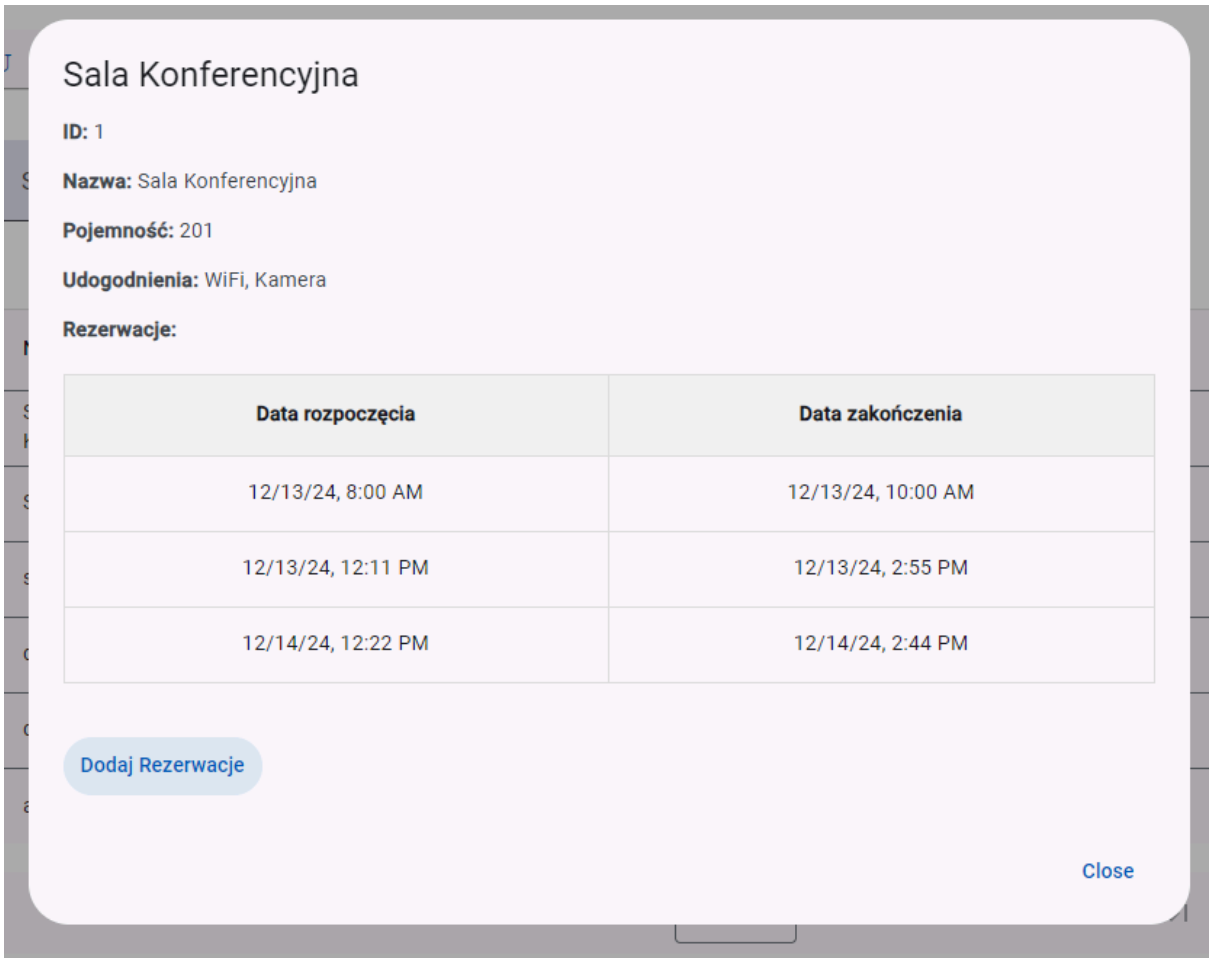 Sala Konferencyjna
ID: 1
Nazwa: Sala Konferencyjna
Pojemność: 201
Udogodnienia: WiFi, Kamera
Rezerwacje:
Data rozpoczęcia Data zakończenia
12/13/24, 8:00 AM 12/13/24, 10:00 AM
12/13/24, 12:11 PM 12/13/24, 2:55 PM
12/14/24, 12:22 PM 12/14/24, 2:44 PM
Dodaj Rezerwacje
Close